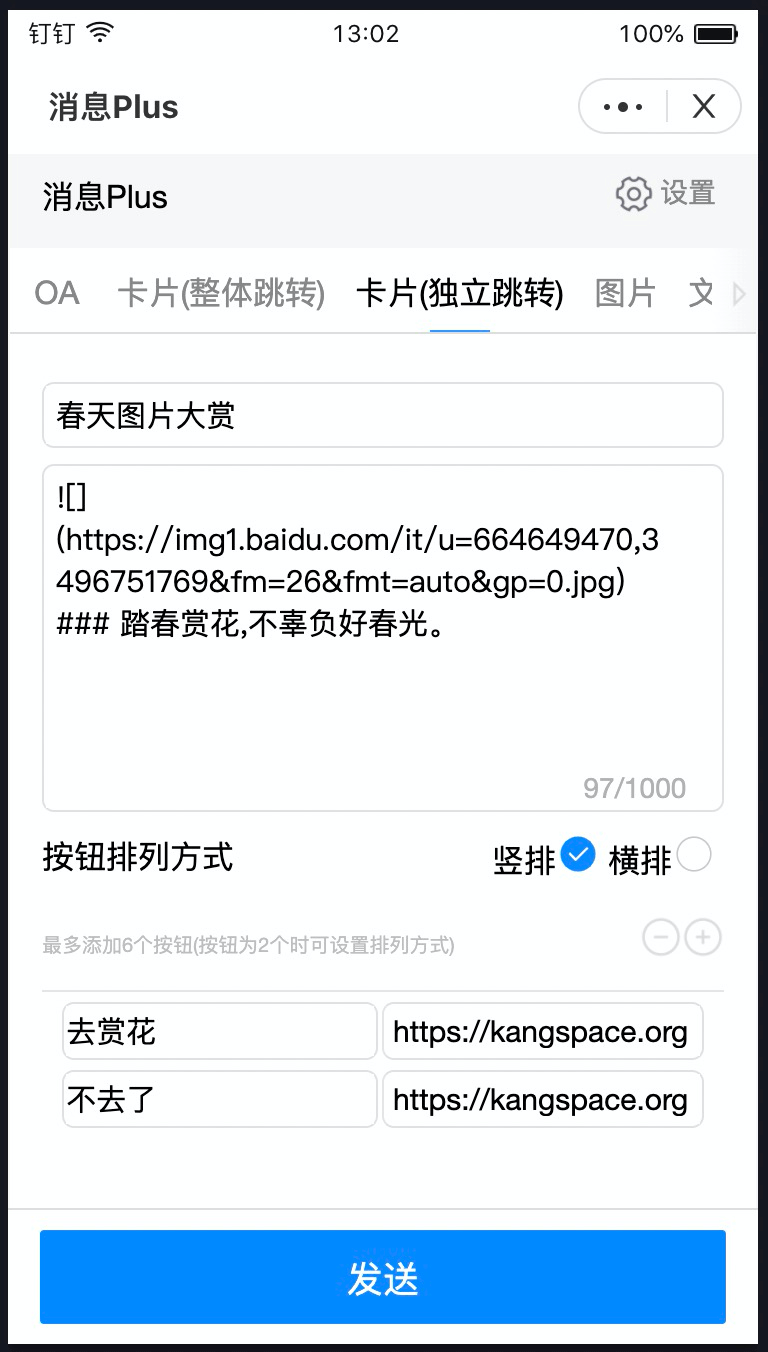 钉钉 13:02 100%
消息Plus X
消息Plus 设置
OA 卡片(整体跳转) 卡片(独立跳转) 图片 文
春天图片大赏
![]
(https://img1.baidu.com/it/u=664649470,3
496751769&fm=26&fmt=auto&gp=0.jpg)
### 踏春赏花,不辜负好春光。
97/1000
按钮排列方式 竖排 横排
最多添加6个按钮(按钮为2个时可设置排列方式)
去赏花 https://kangspace.org
不去了 https://kangspace.org
发送